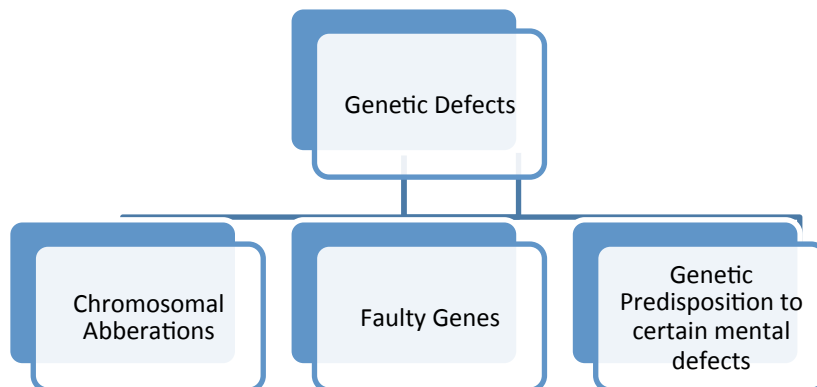 Genetic Defects
Chromosomal
Abberations
Faulty Genes
Genetic
Predisposition to
certain mental
defects